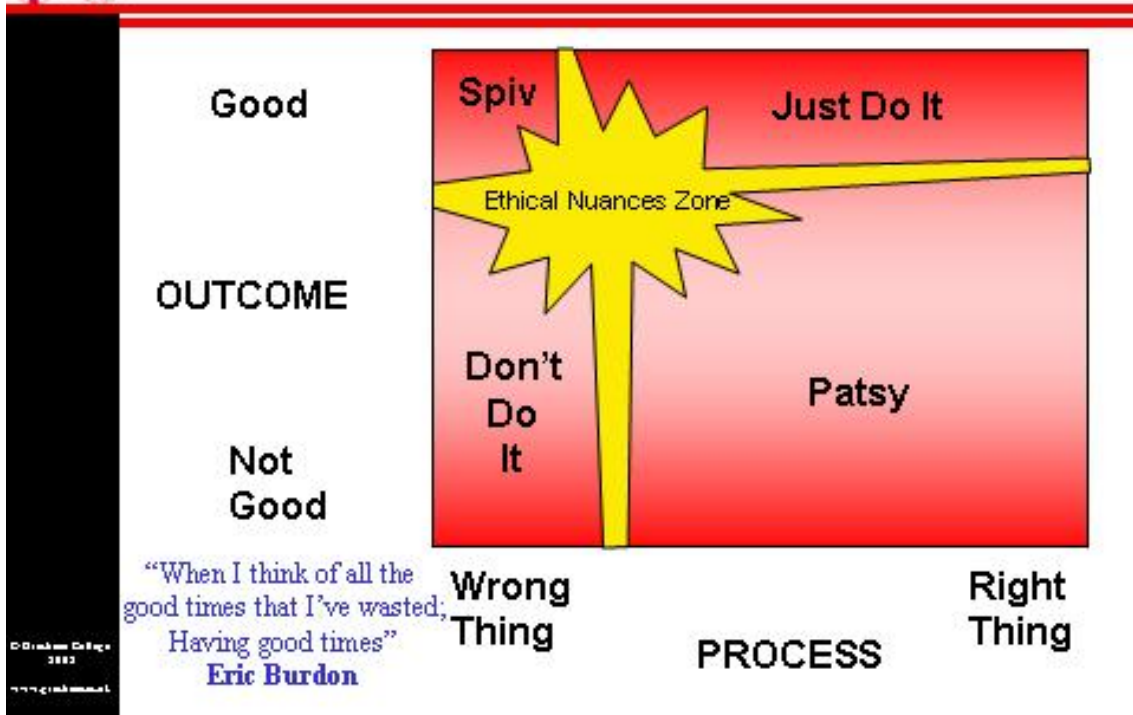 Good
Spiv
Just Do It
Ethical Nuances Zone
OUTCOME
Don't
Do
It
Patsy
Not
Good
“When I think of all the
good times that I’ve wasted;
Having good times”
Eric Burdon
Wrong
Thing
PROCESS
Right
Thing